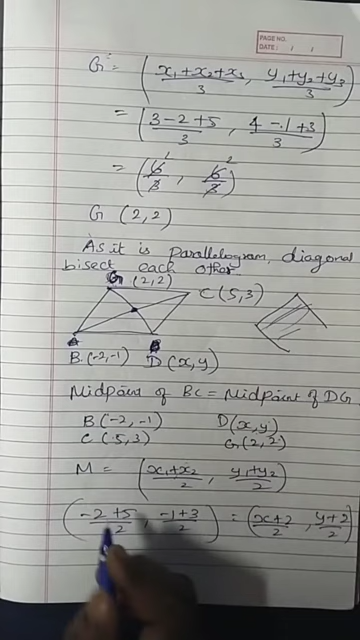 PAGE NO.
DATE: / /
G = (x₁+x₂+x₃/3, y₁+y₂+y₃/3)
= (3-2+5/3, 4-1+3/3)
= (6/3, 6/3) 2
G (2,2)
As it is parallelogram, diagonal
bisect each other
G (2,2)
C (5,3)
B (-2,-1) D (x,y)
Midpoint of BC = Midpoint of DG
B (-2,-1) D (x,y)
C (5,3) G (2,2)
M = (x₁+x₂/2, y₁+y₂/2)
(-2+5/2, -1+3/2) = (x+2/2, y+2/2)